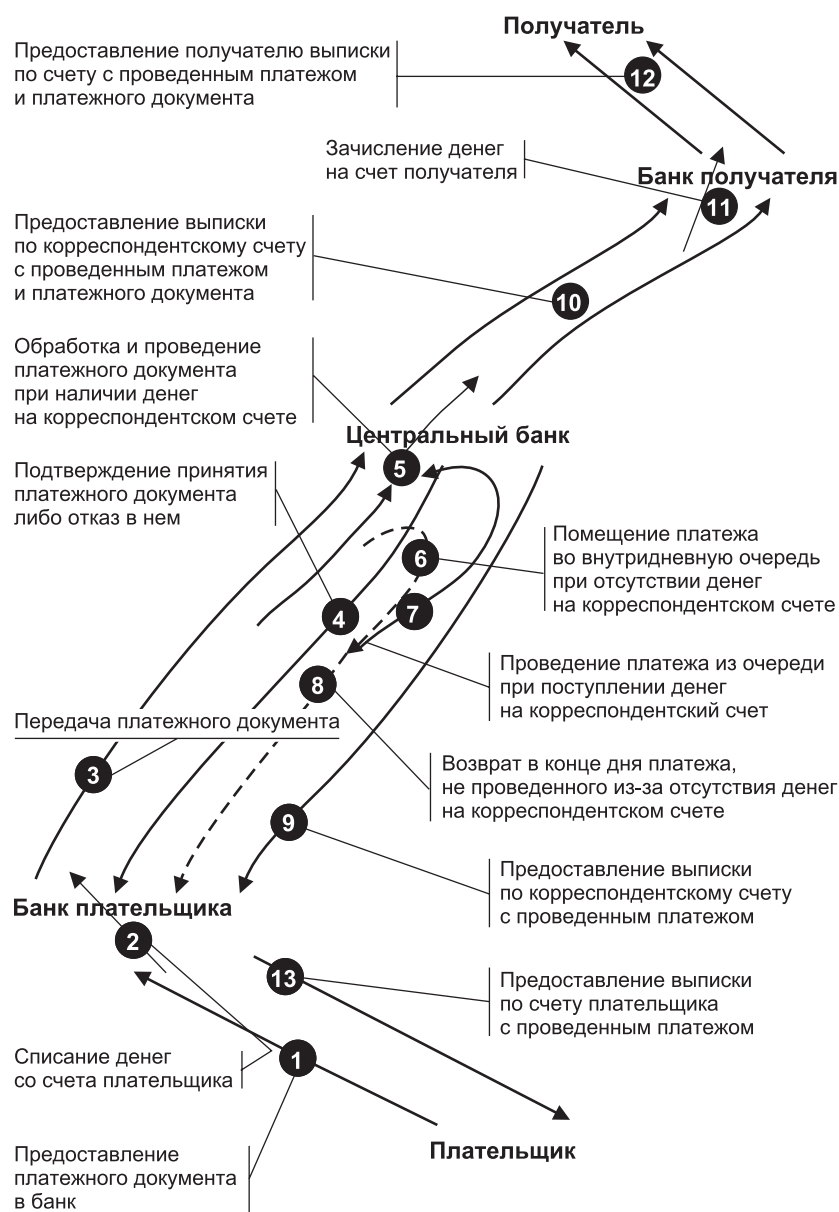 Получатель
Предоставление получателю выписки
по счету с проведенным платежом
и платежного документа
12
Зачисление денег
на счет получателя
Банк получателя
11
Предоставление выписки
по корреспондентскому счету
с проведенным платежом
и платежного документа
10
Обработка и проведение
платежного документа
при наличии денег
на корреспондентском счете
Центральный банк
5
Подтверждение принятия
платежного документа
либо отказ в нем
6
Помещение платежа
во внутридневную очередь
при отсутствии денег
на корреспондентском счете
4
7
Проведение платежа из очереди
при поступлении денег
на корреспондентский счет
8
Передача платежного документа
3
Возврат в конце дня платежа,
не проведенного из-за отсутствия денег
на корреспондентском счете
9
Предоставление выписки
по корреспондентскому счету
с проведенным платежом
Банк плательщика
2
13
Предоставление выписки
по счету плательщика
с проведенным платежом
Списание денег
со счета плательщика
1
Плательщик
Предоставление
платежного документа
в банк